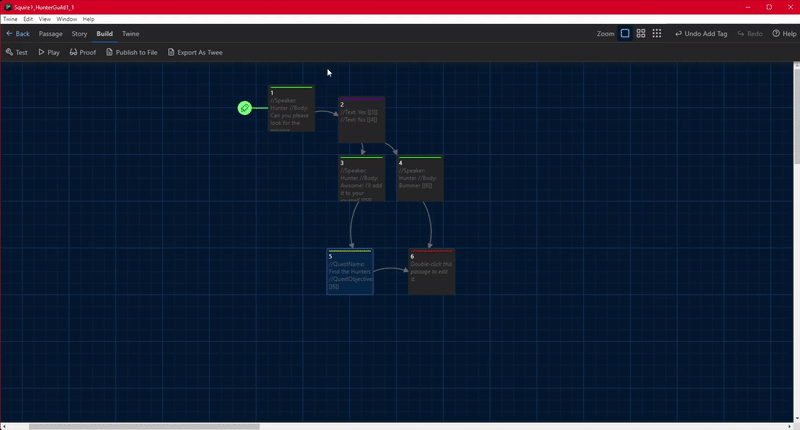 Squire1_HunterGuild1_1
Twine Edit View Window Help
Back Passage Story Build Twine Zoom Undo Add Tag Redo Help
Test Play Proof Publish to File Export As Twee
1
//Speaker:
Hunter //Body:
Can you please
look for the
2
//Text: Yes [[3]]
//Text: No [[4]]
3
//Speaker:
Hunter //Body:
Awesome! I'll add
it to your
4
//Speaker:
Hunter //Body:
Bummer [[6]]
5
//QuestName:
Find the Hunters
//QuestObjective:
[[6]]
6
Double-click this
passage to edit
it.